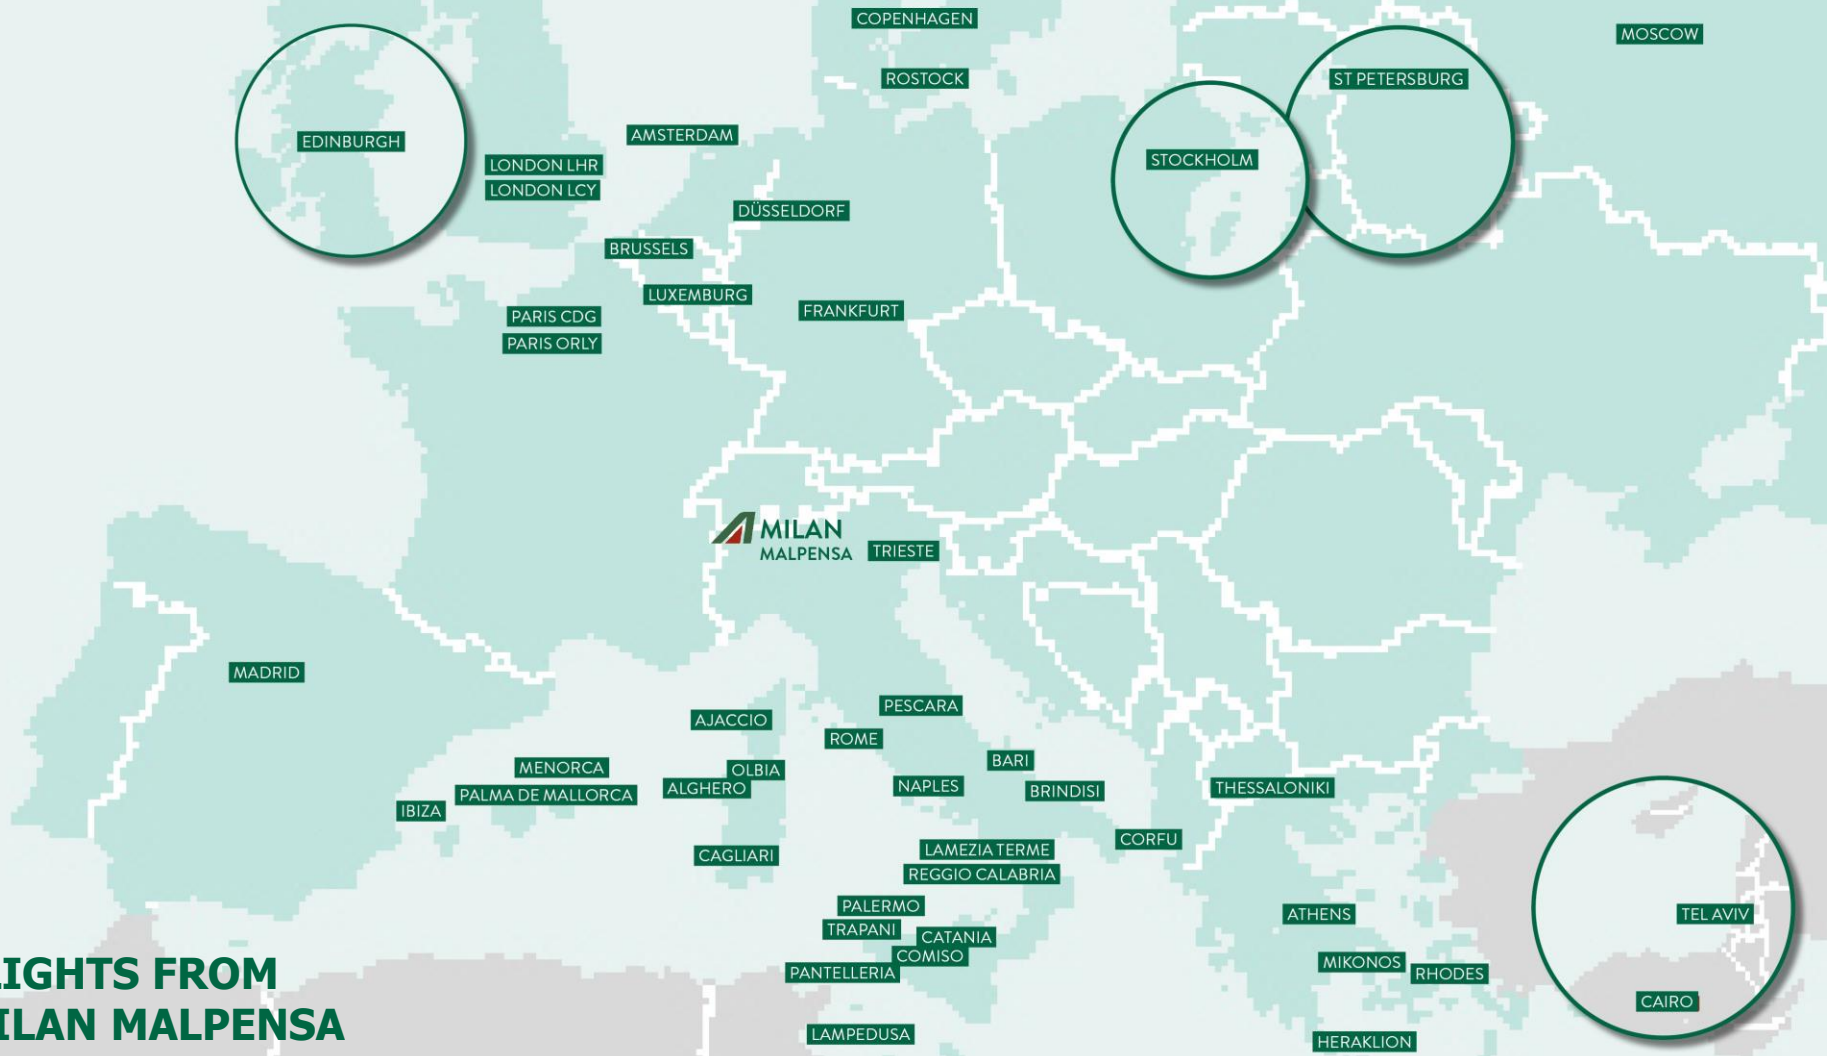 COPENHAGEN
MOSCOW
ROSTOCK
ST PETERSBURG
AMSTERDAM
EDINBURGH
STOCKHOLM
LONDON LHR
LONDON LCY
DÜSSELDORF
BRUSSELS
LUXEMBURG
FRANKFURT
PARIS CDG
PARIS ORLY
MILAN
MALPENSA
TRIESTE
MADRID
PESCARA
AJACCIO
ROME
BARI
MENORCA
OLBIA
NAPLES
ALGHERO
THESSALONIKI
BRINDISI
PALMA DE MALLORCA
IBIZA
CORFU
LAMEZIA TERME
CAGLIARI
REGGIO CALABRIA
PALERMO
ATHENS
TEL AVIV
TRAPANI
CATANIA
COMISO
MIKONOS
PANTELLERIA
RHODES
CAIRO
LAMPEDUSA
HERAKLION
LIGHTS FROM
ILAN MALPENSA